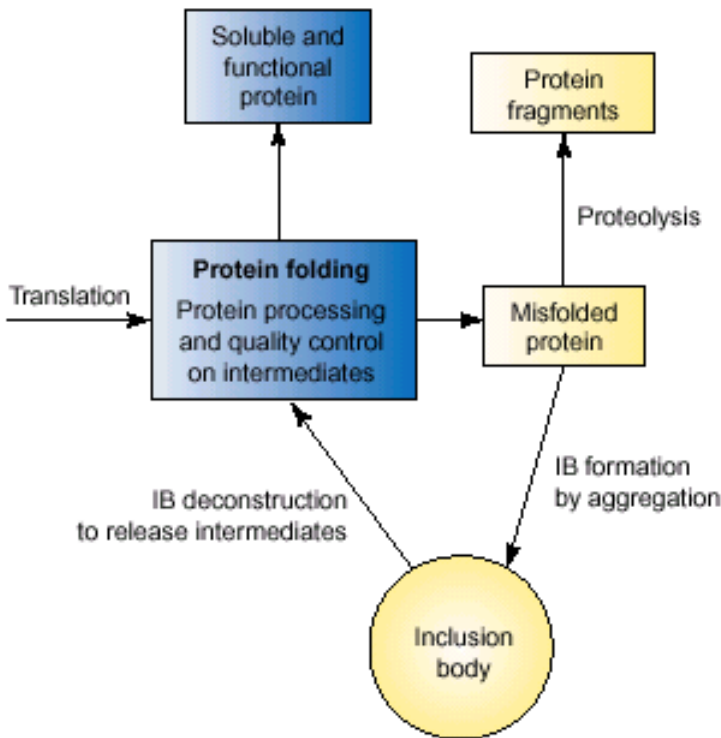 Soluble and
functional
protein
Protein
fragments
Proteolysis
Translation
Protein folding
Protein processing
and quality control
on intermediates
Misfolded
protein
IB formation
by aggregation
IB deconstruction
to release intermediates
Inclusion
body